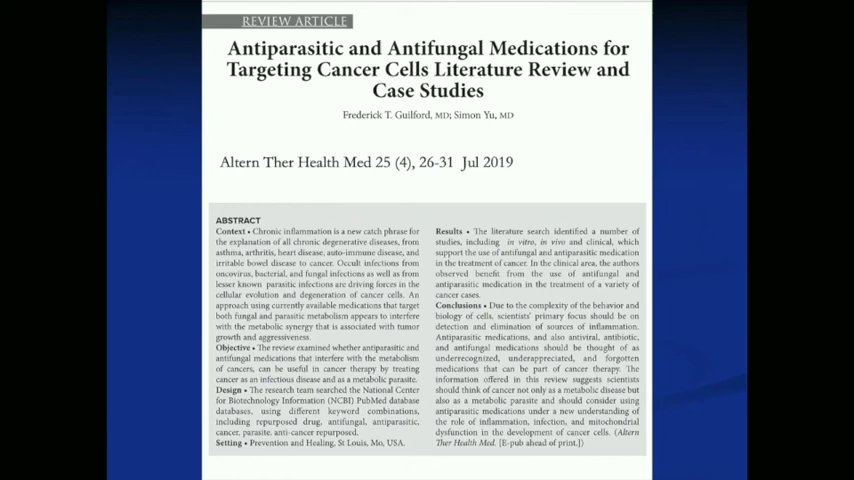 REVIEW ARTICLE
Antiparasitic and Antifungal Medications for
Targeting Cancer Cells Literature Review and
Case Studies
Frederick T. Guilford, MD; Simon Yu, MD
Altern Ther Health Med 25 (4), 26-31 Jul 2019
ABSTRACT
Context • Chronic inflammation is a new catch phrase for
the explanation of all chronic degenerative diseases, from
asthma, arthritis, heart disease, auto-immune disease, and
irritable bowel disease to cancer. Occult infections from
oncovirus, bacterial, and fungal infections as well as from
lesser known parasitic infections are driving forces in the
cellular evolution and degeneration of cancer cells. An
approach using currently available medications that target
both fungal and parasitic metabolism appears to interfere
with the metabolic synergy that is associated with tumor
growth and aggressiveness.
Objective • The review examined whether antiparasitic and
antifungal medications that interfere with the metabolism
of cancers, can be useful in cancer therapy by treating
cancer as an infectious disease and as a metabolic parasite.
Design • The research team searched the National Center
for Biotechnology Information (NCBI) PubMed database
databases, using different keyword combinations,
including repurposed drug, antifungal, antiparasitic,
cancer, parasite, anti-cancer repurposed.
Setting • Prevention and Healing, St Louis, Mo, USA.
Results • The literature search identified a number of
studies, including in vitro, in vivo and clinical, which
support the use of antifungal and antiparasitic medication
in the treatment of cancer. In the clinical area, the authors
observed benefit from the use of antifungal and
antiparasitic medication in the treatment of a variety of
cancer cases.
Conclusions • Due to the complexity of the behavior and
biology of cells, scientists' primary focus should be on
detection and elimination of sources of inflammation.
Antiparasitic medications, and also antiviral, antibiotic,
and antifungal medications should be thought of as
underrecognized, underappreciated, and forgotten
medications that can be part of cancer therapy. The
information offered in this review suggests scientists
should think of cancer not only as a metabolic disease but
also as a metabolic parasite and should consider using
antiparasitic medications under a new understanding of
the role of inflammation, infection, and mitochondrial
dysfunction in the development of cancer cells. (Altern
Ther Health Med. [E-pub ahead of print.])